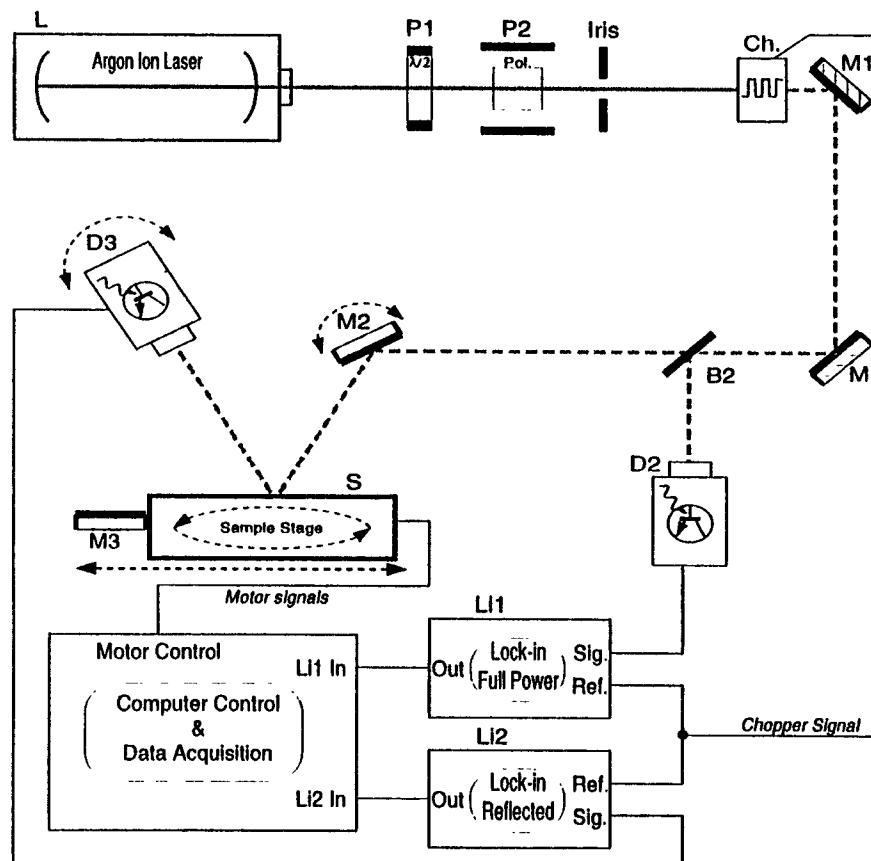 L
P1
P2
Iris
Ch.
M1
Argon Ion Laser
λ/2
Pol.
D3
M2
M
B2
D2
S
Sample Stage
M3
Motor signals
Li1
Motor Control
Li1 In
Out
Lock-in
Full Power
Sig.
Ref.
Computer Control
&
Data Acquisition
Chopper Signal
Li2
Li2 In
Out
Lock-in
Reflected
Ref.
Sig.